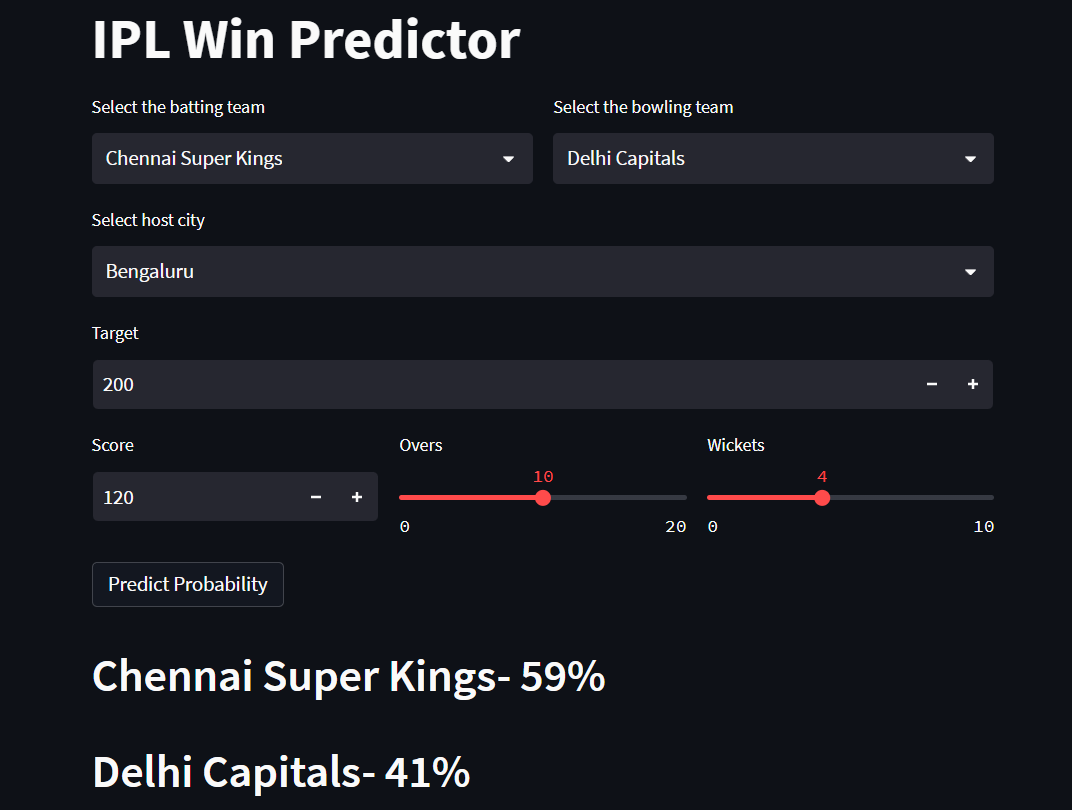 IPL Win Predictor
Select the batting team
Select the bowling team
Chennai Super Kings
Delhi Capitals
Select host city
Bengaluru
Target
200
Score
Overs
Wickets
120
10
4
0
20
0
10
Predict Probability
Chennai Super Kings- 59%
Delhi Capitals- 41%